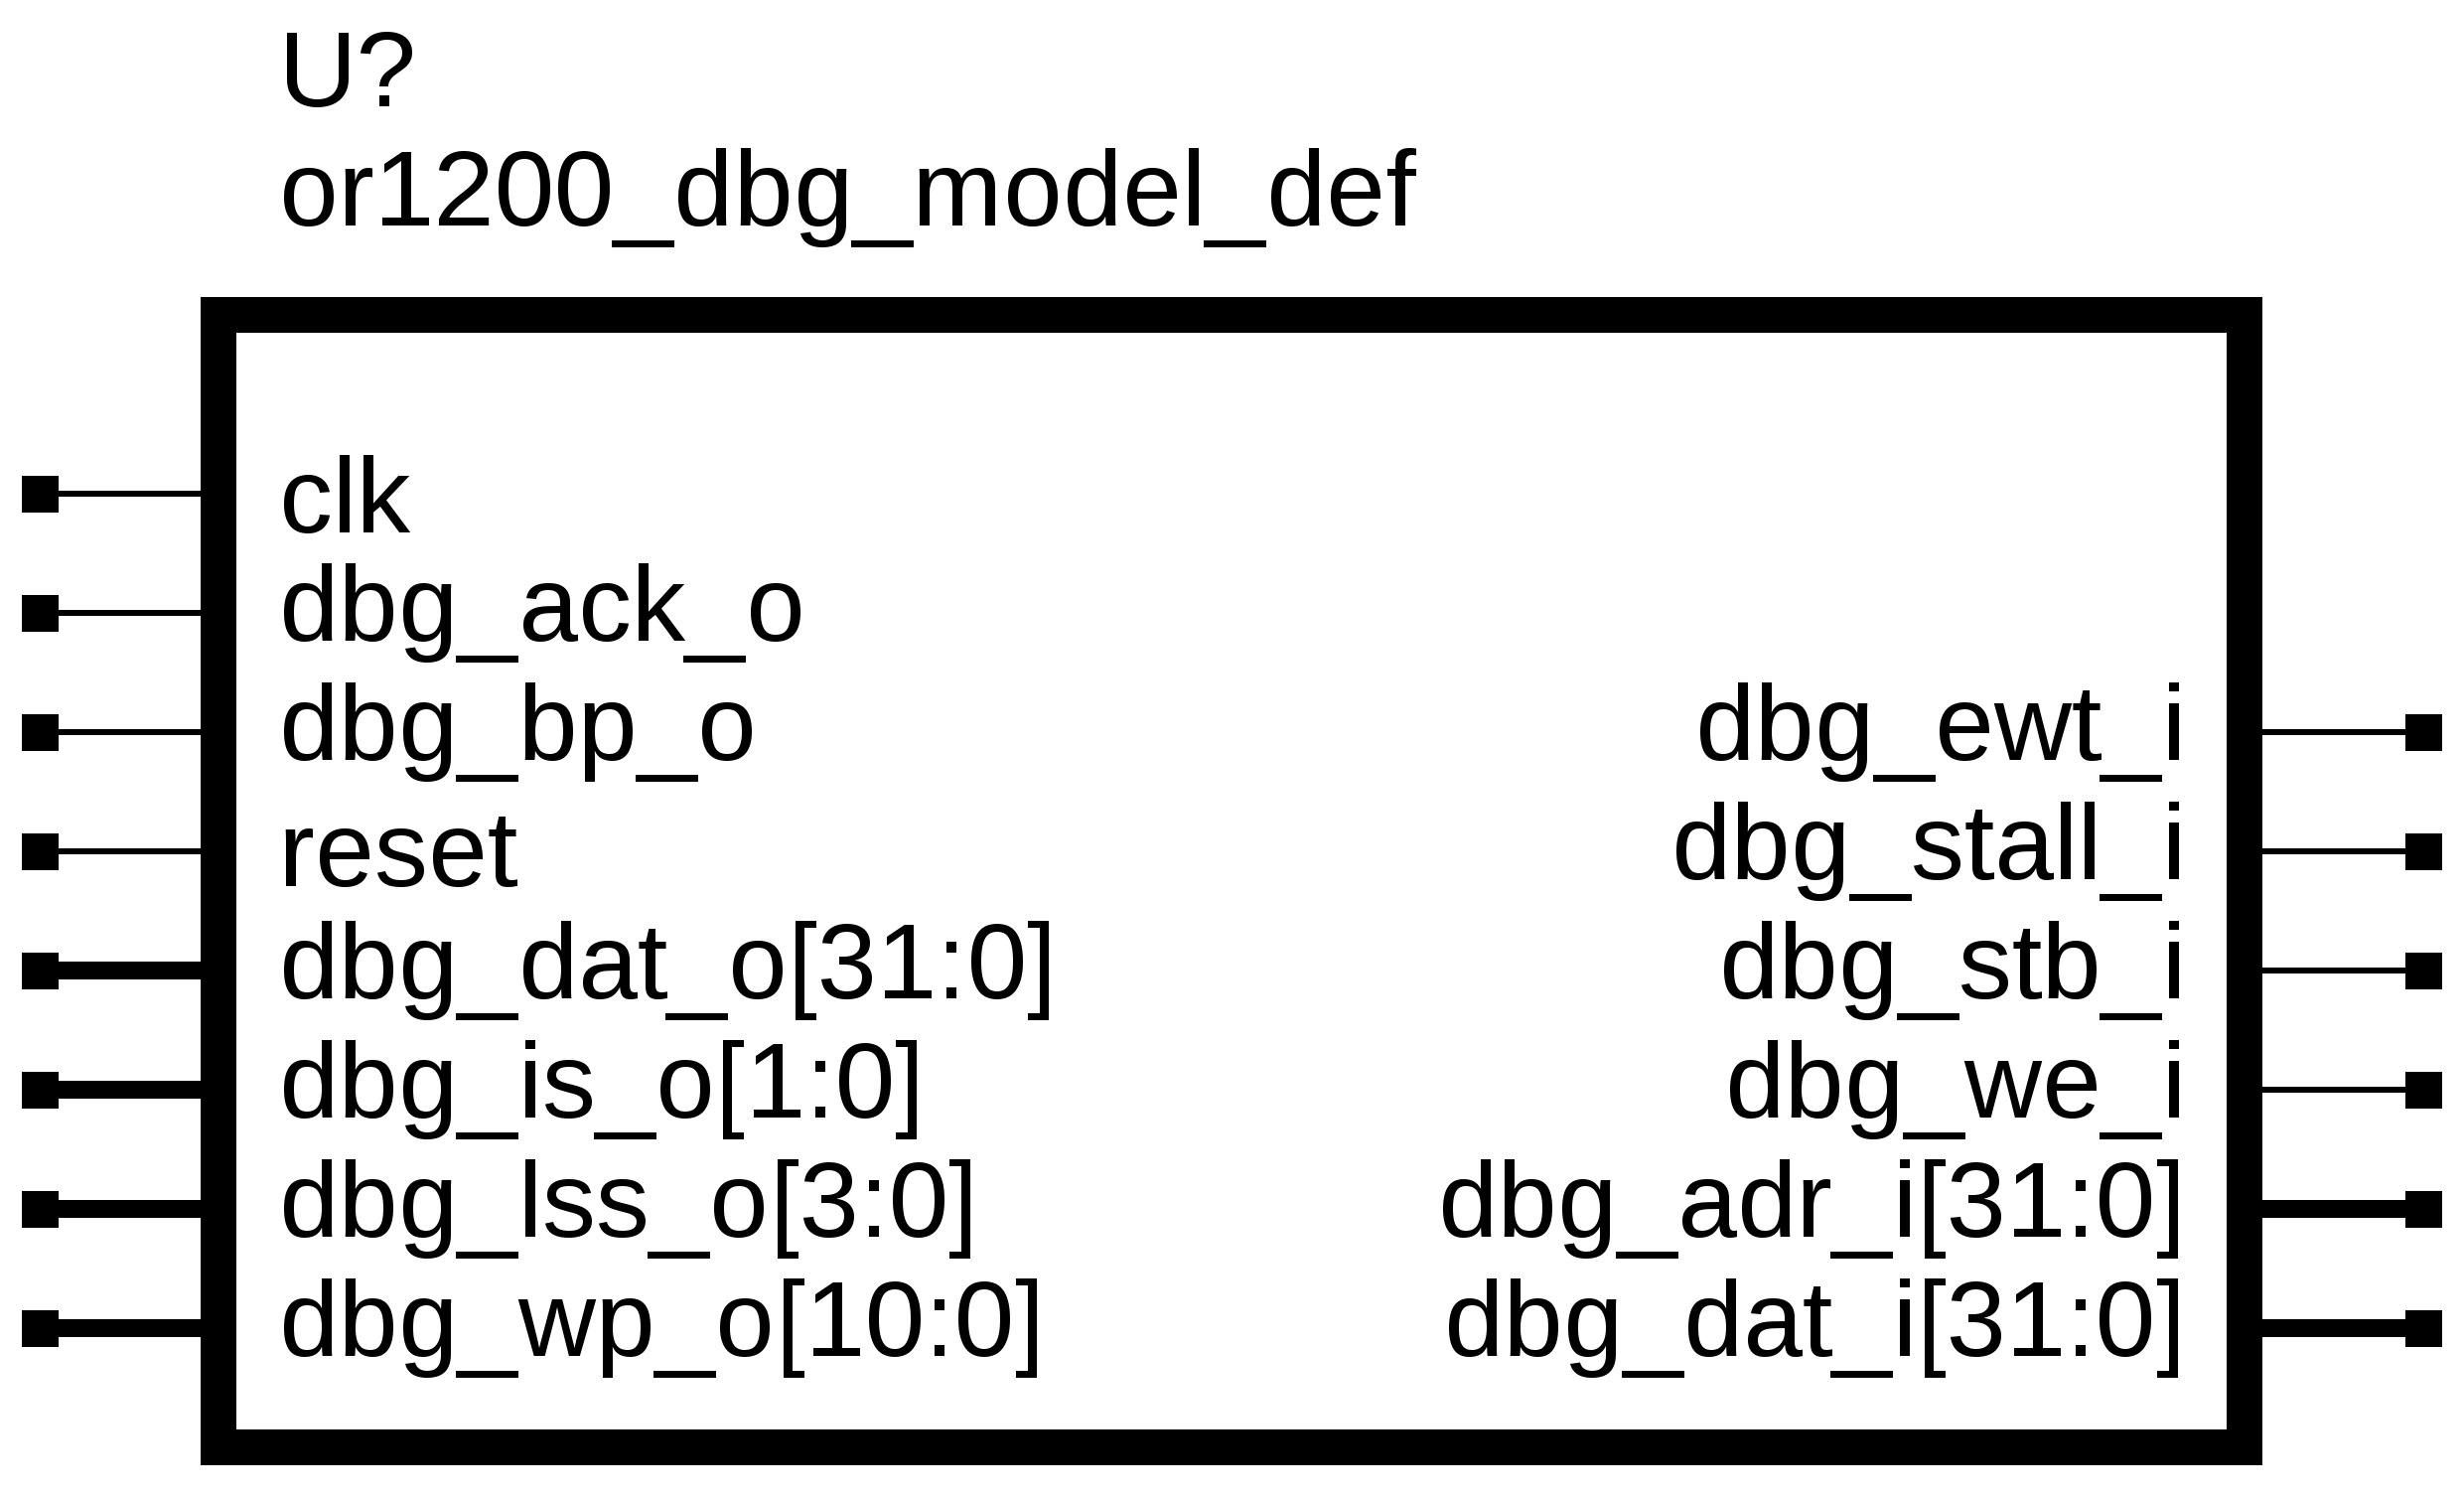 U?
or1200_dbg_model_def
clk
dbg_ack_o
dbg_bp_o
reset
dbg_dat_o[31:0]
dbg_is_o[1:0]
dbg_lss_o[3:0]
dbg_wp_o[10:0]
dbg_ewt_i
dbg_stall_i
dbg_stb_i
dbg_we_i
dbg_adr_i[31:0]
dbg_dat_i[31:0]